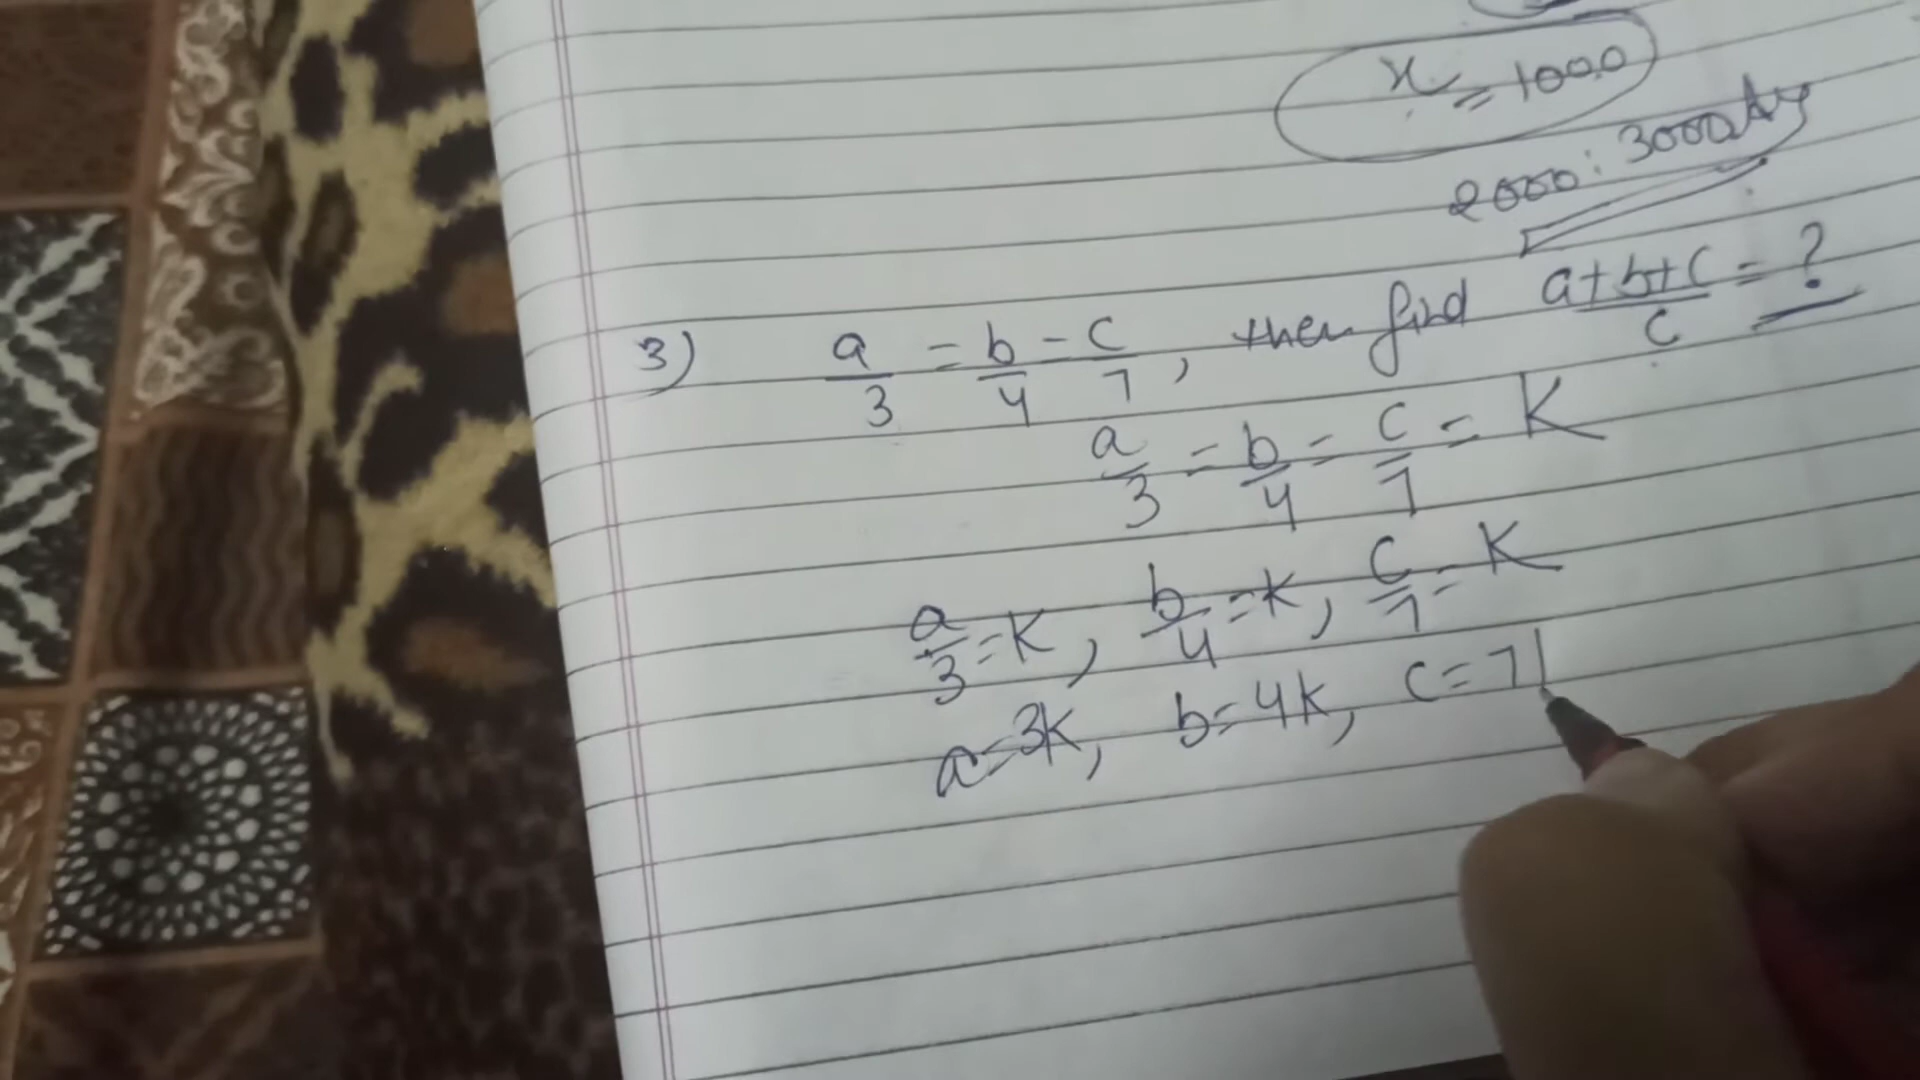 x = 1000
2000 : 3000
3) a/3 = b/4 = c/7, then find a+b+c/c = ?
a/3 = b/4 = c/7 = K
a/3 = K, b/4 = K, c/7 = K
a = 3K, b = 4K, c = 7